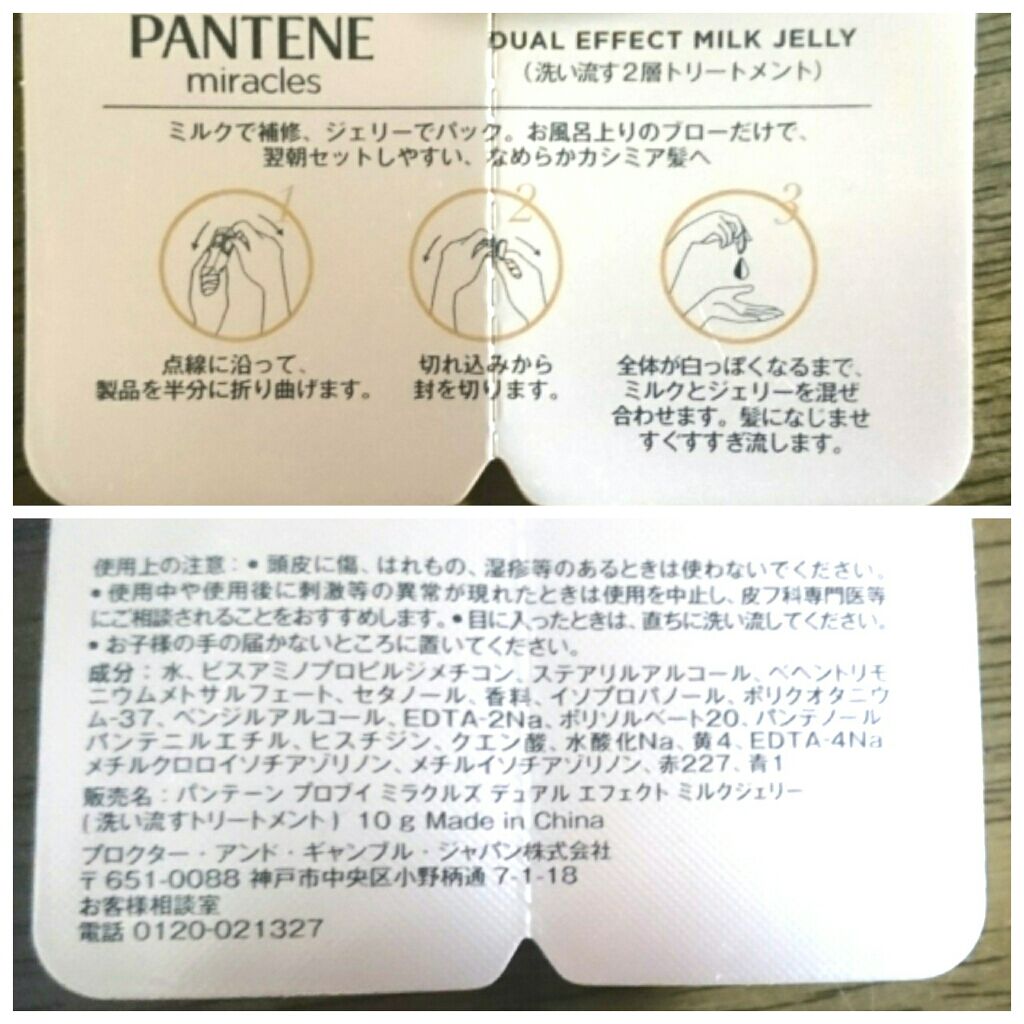 PANTENE
miracles
DUAL EFFECT MILK JELLY
(洗い流す2層トリートメント)
ミルクで補修、ジェリーでパック。お風呂上りのブローだけで、
翌朝セットしやすい、なめらかカシミア髪へ
1
2
3
点線に沿って、
製品を半分に折り曲げます。
切れ込みから
封を切ります。
全体が白っぽくなるまで、
ミルクとジェリーを混ぜ
合わせます。髪になじませ
すぐすすぎ流します。
使用上の注意:•頭皮に傷、はれもの、湿疹等のあるときは使わないでください。
•使用中や使用後に刺激等の異常が現れたときは使用を中止し、皮フ科専門医等
にご相談されることをおすすめします。•目に入ったときは、直ちに洗い流してください。
•お子様の手の届かないところに置いてください。
成分:水、ビスアミノプロピルジメチコン、ステアリルアルコール、ベヘントリモ
ニウムメトサルフェート、セタノール、香料、イソプロパノール、ポリクオタニウ
ム-37、ベンジルアルコール、EDTA-2Na、ポリソルベート20、パンテノール
パンテニルエチル、ヒスチジン、クエン酸、水酸化Na、黄4、EDTA-4Na
メチルクロロイソチアゾリノン、メチルイソチアゾリノン、赤227、青1
販売名:パンテーン プロブイ ミラクルズ デュアル エフェクト ミルクジェリー
(洗い流すトリートメント) 10g Made in China
プロクター・アンド・ギャンブル・ジャパン株式会社
〒651-0088 神戸市中央区小野柄通 7-1-18
お客様相談室
電話 0120-021327